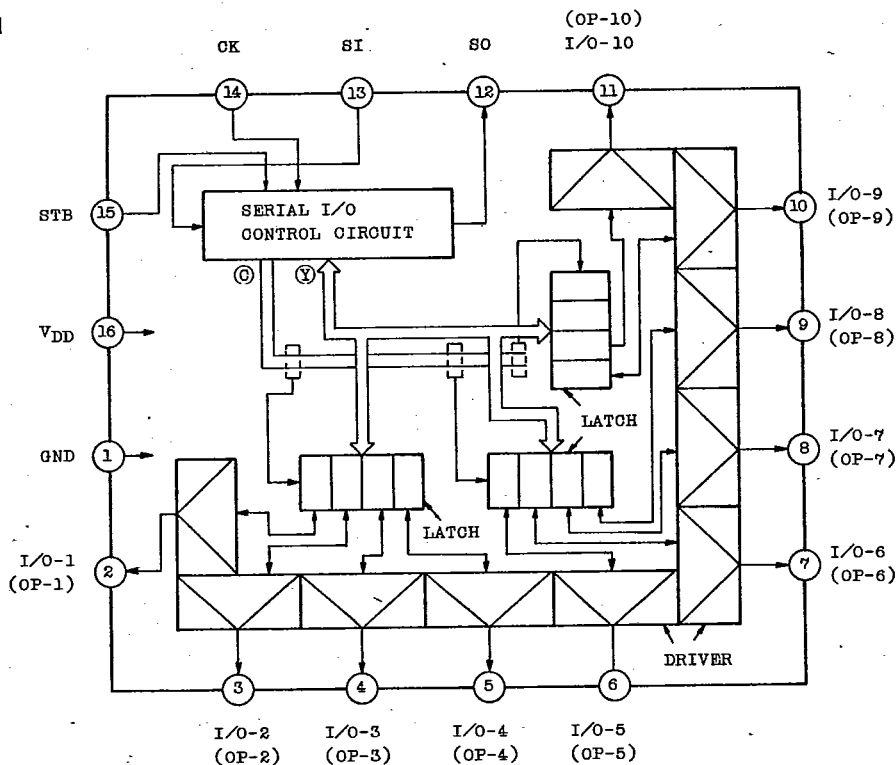 (OP-10)
CK SI SO I/O-10
14 13 12 11
STB 15
SERIAL I/O
CONTROL CIRCUIT
10 I/O-9
(OP-9)
C Y
VDD 16
9 I/O-8
(OP-8)
LATCH
GND 1
8 I/O-7
(OP-7)
LATCH
I/O-1
(OP-1)
2
7 I/O-6
(OP-6)
DRIVER
3 4 5 6
I/O-2 I/O-3 I/O-4 I/O-5
(OP-2) (OP-3) (OP-4) (OP-5)